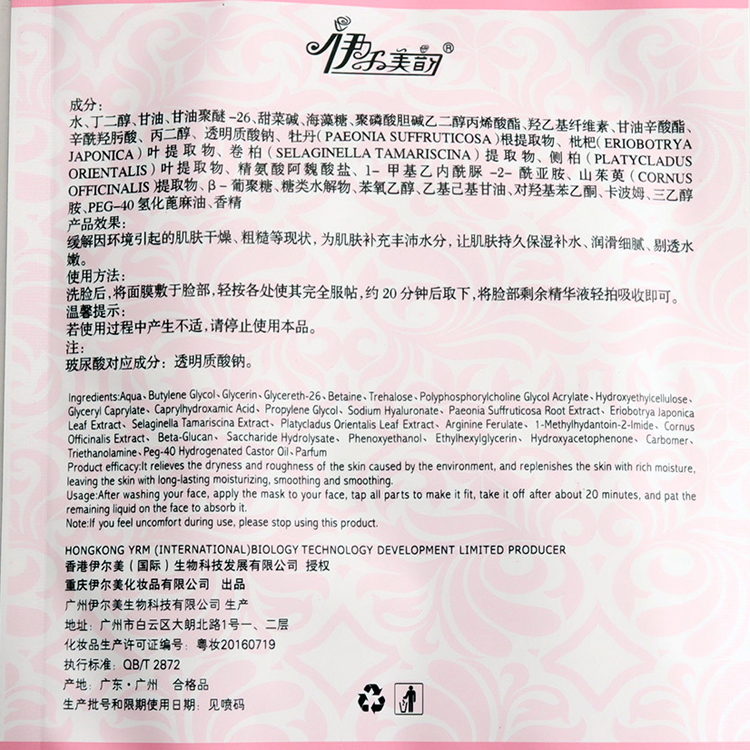 伊尔美韵®
成分：
水、丁二醇、甘油、甘油聚醚-26、甜菜碱、海藻糖、聚磷酸胆碱乙二醇丙烯酸酯、羟乙基纤维素、甘油辛酸酯、
辛酰羟肟酸、丙二醇、透明质酸钠、牡丹(PAEONIA SUFFRUTICOSA)根提取物、枇杷(ERIOBOTRYA
JAPONICA)叶提取物、卷柏(SELAGINELLA TAMARISCINA)提取物、侧柏(PLATYCLADUS
ORIENTALIS)叶提取物、精氨酸阿魏酸盐、1-甲基乙内酰脲-2-酰亚胺、山茱萸(CORNUS
OFFICINALIS)提取物、β-葡聚糖、糖类水解物、苯氧乙醇、乙基己基甘油、对羟基苯乙酮、卡波姆、三乙醇
胺、PEG-40氢化蓖麻油、香精
产品效果：
缓解因环境引起的肌肤干燥、粗糙等现状，为肌肤补充丰沛水分，让肌肤持久保湿补水、润滑细腻、剔透水
嫩。
使用方法：
洗脸后，将面膜敷于脸部，轻按各处使其完全服帖，约20分钟后取下，将脸部剩余精华液轻拍吸收即可。
温馨提示：
若使用过程中产生不适，请停止使用本品。
注：
玻尿酸对应成分：透明质酸钠。
Ingredients:Aqua、Butylene Glycol、Glycerin、Glycereth-26、Betaine、Trehalose、Polyphosphorylcholine Glycol Acrylate、Hydroxyethylcellulose、
Glyceryl Caprylate、Caprylhydroxamic Acid、Propylene Glycol、Sodium Hyaluronate、Paeonia Suffruticosa Root Extract、Eriobotrya Japonica
Leaf Extract、Selaginella Tamariscina Extract、Platycladus Orientalis Leaf Extract、Arginine Ferulate、1-Methylhydantoin-2-Imide、Cornus
Officinalis Extract、Beta-Glucan、Saccharide Hydrolysate、Phenoxyethanol、Ethylhexylglycerin、Hydroxyacetophenone、Carbomer、
Triethanolamine、Peg-40 Hydrogenated Castor Oil、Parfum
Product efficacy:It relieves the dryness and roughness of the skin caused by the environment, and replenishes the skin with rich moisture,
leaving the skin with long-lasting moisturizing, smoothing and smoothing.
Usage:After washing your face, apply the mask to your face, tap all parts to make it fit, take it off after about 20 minutes, and pat the
remaining liquid on the face to absorb it.
Note:If you feel uncomfort during use, please stop using this product.
HONGKONG YRM (INTERNATIONAL)BIOLOGY TECHNOLOGY DEVELOPMENT LIMITED PRODUCER
香港伊尔美（国际）生物科技发展有限公司 授权
重庆伊尔美化妆品有限公司 出品
广州伊尔美生物科技有限公司 生产
地址：广州市白云区大朗北路1号一、二层
化妆品生产许可证编号：粤妆20160719
执行标准：QB/T 2872
产地：广东·广州 合格品
生产批号和限期使用日期：见喷码